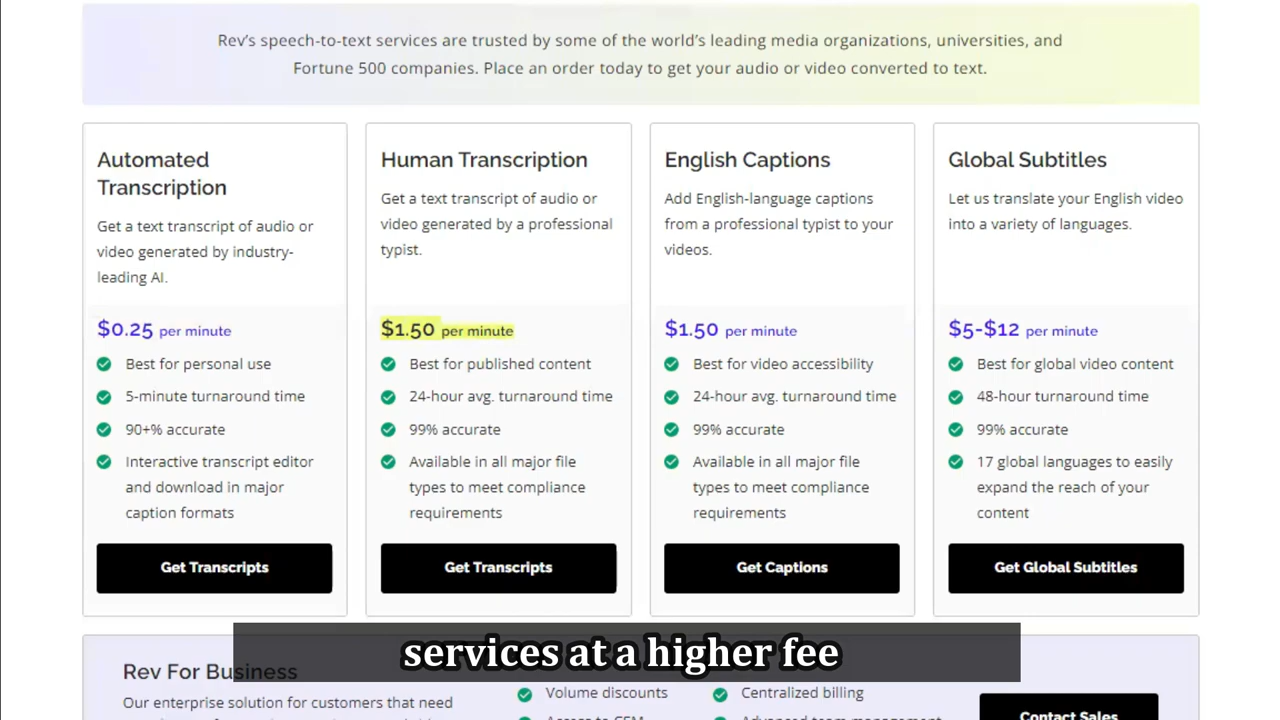 Rev's speech-to-text services are trusted by some of the world's leading media organizations, universities, and
Fortune 500 companies. Place an order today to get your audio or video converted to text.
Automated
Transcription
Get a text transcript of audio or
video generated by industry-
leading AI.
$0.25 per minute
Best for personal use
5-minute turnaround time
90+% accurate
Interactive transcript editor
and download in major
caption formats
Get Transcripts
Human Transcription
Get a text transcript of audio or
video generated by a professional
typist.
$1.50 per minute
Best for published content
24-hour avg. turnaround time
99% accurate
Available in all major file
types to meet compliance
requirements
Get Transcripts
English Captions
Add English-language captions
from a professional typist to your
videos.
$1.50 per minute
Best for video accessibility
24-hour avg. turnaround time
99% accurate
Available in all major file
types to meet compliance
requirements
Get Captions
Global Subtitles
Let us translate your English video
into a variety of languages.
$5-$12 per minute
Best for global video content
48-hour turnaround time
99% accurate
17 global languages to easily
expand the reach of your
content
Get Global Subtitles
services at a higher fee
Rev For Business
Our enterprise solution for customers that need
Volume discounts
Centralized billing
Contact Sales